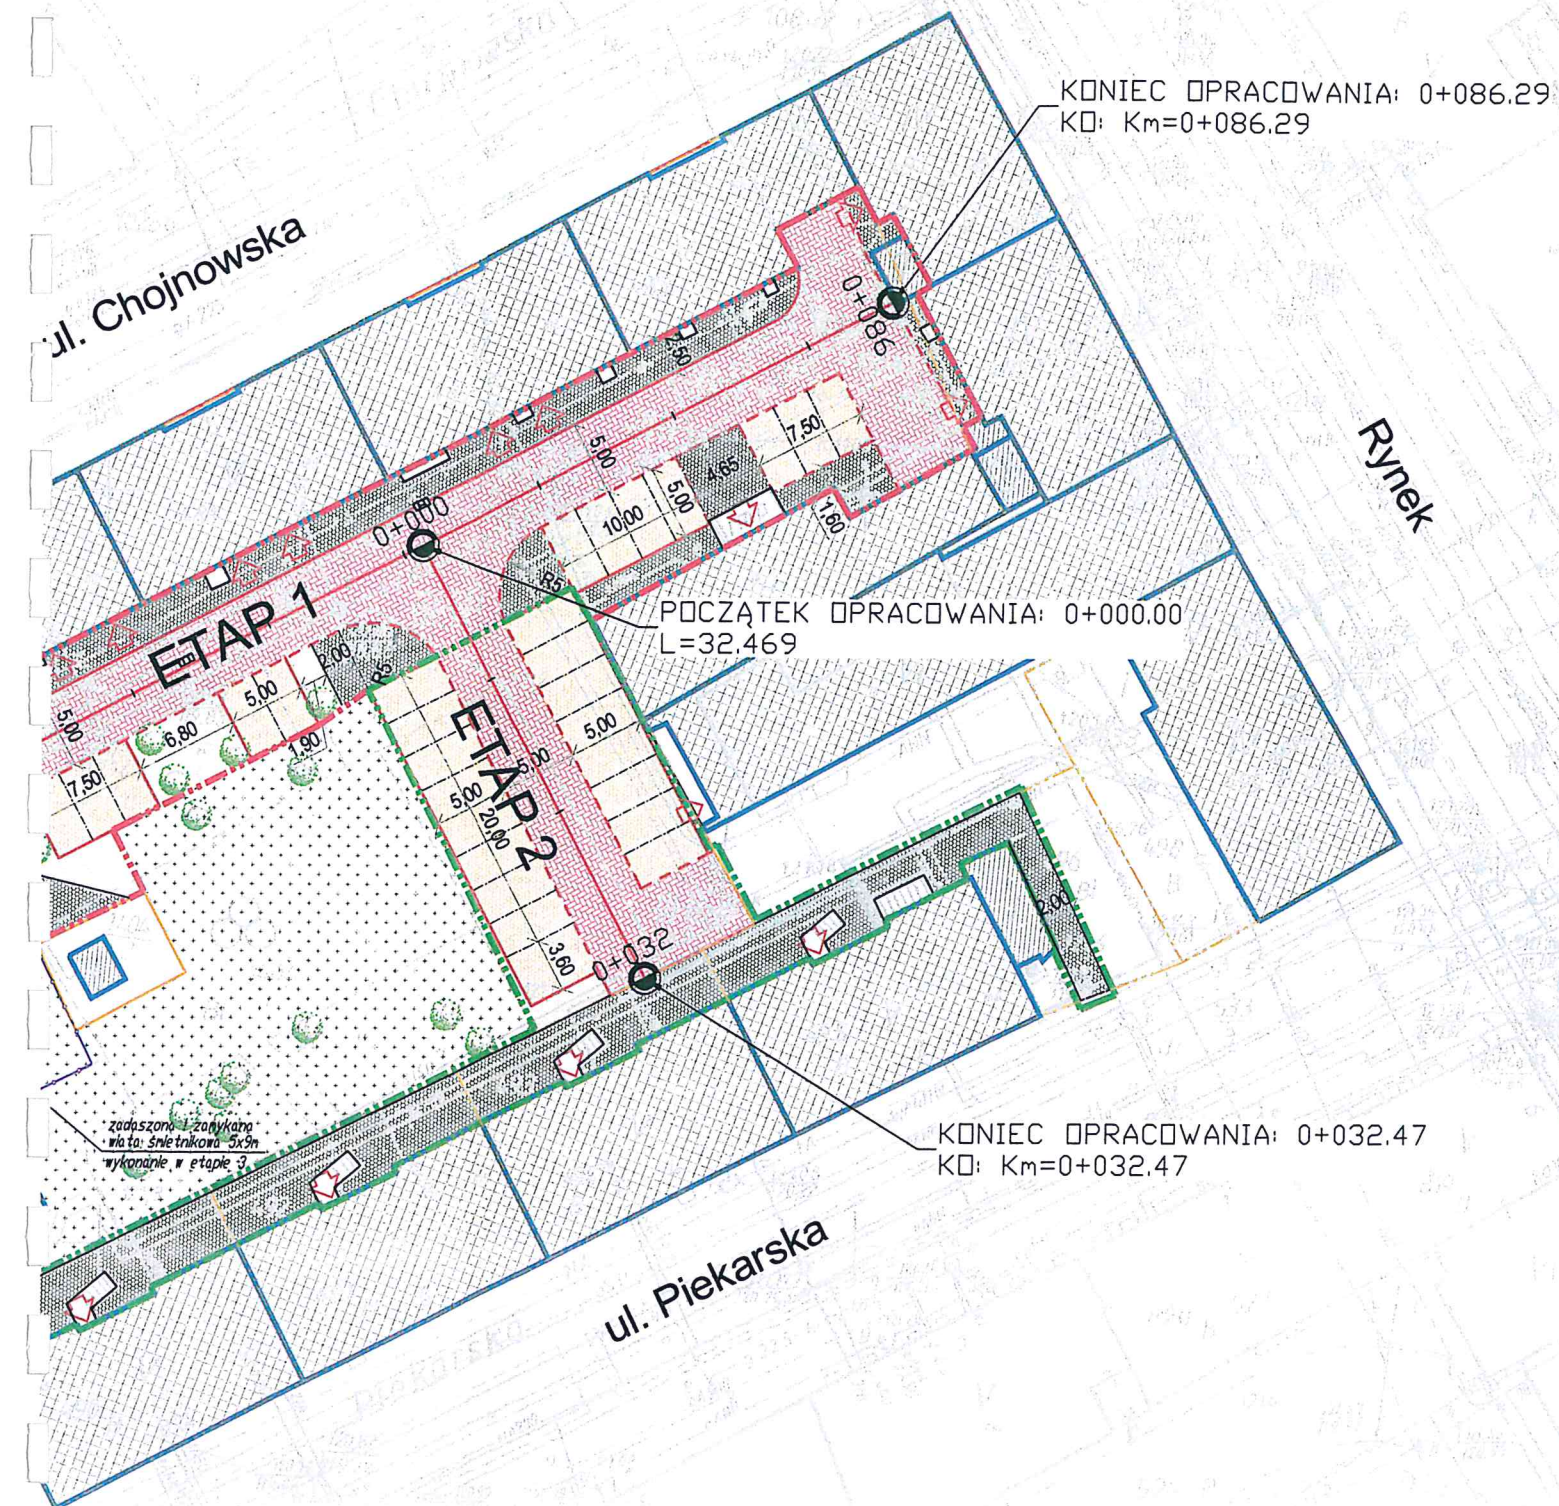 KONIEC OPRACOWANIA: 0+086.29
KO: Km=0+086.29
ul. Chojnowska
0+086
2,50
Rynek
5,00
7,50
4,65
5,00
10,00
1,60
0+000
R5
POCZĄTEK OPRACOWANIA: 0+000.00
L=32.469
ETAP 1
2,00
R5
5,00
5,00
6,80
1,90
7,50
ETAP 2
5,00
5,00
5,00
20,00
3,60
0+032
2,00
zadaszona i zamykana
wiata śmietnikowa 5x9m
wykonanie w etapie 3
KONIEC OPRACOWANIA: 0+032.47
KO: Km=0+032.47
ul. Piekarska